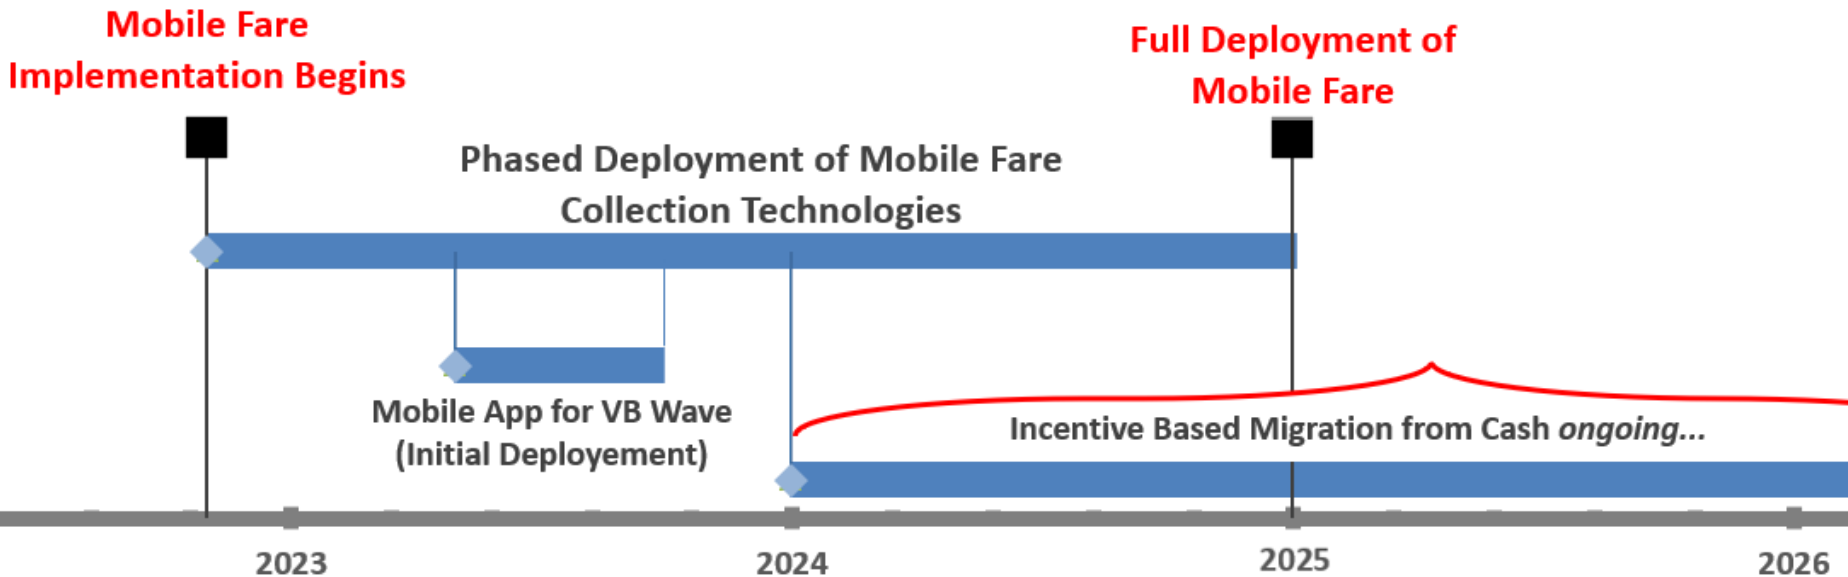 Mobile Fare
Implementation Begins
Full Deployment of
Mobile Fare
Phased Deployment of Mobile Fare
Collection Technologies
Mobile App for VB Wave
(Initial Deployement)
Incentive Based Migration from Cash ongoing...
2023
2024
2025
2026